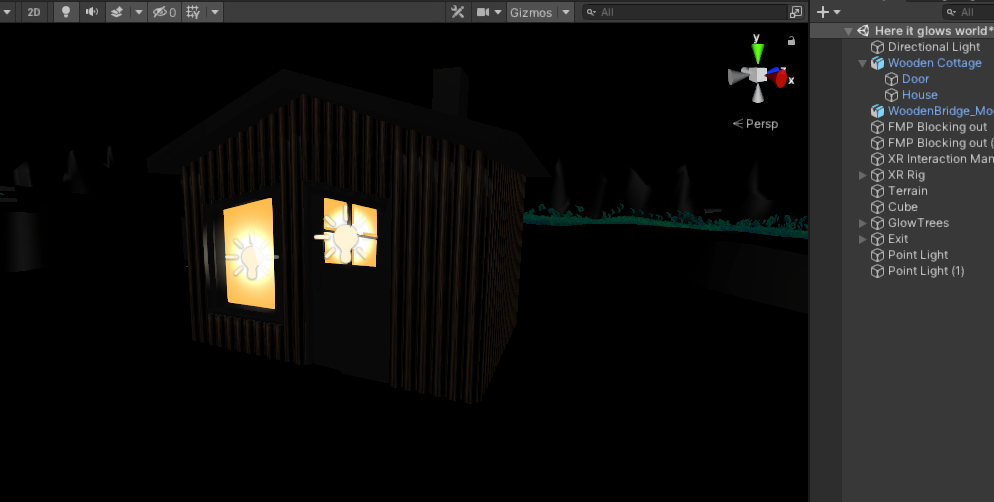 2D
0
Gizmos
All
All
y
x
Persp
Here it glows world*
Directional Light
Wooden Cottage
Door
House
WoodenBridge_Mo
FMP Blocking out
FMP Blocking out (
XR Interaction Man
XR Rig
Terrain
Cube
GlowTrees
Exit
Point Light
Point Light (1)